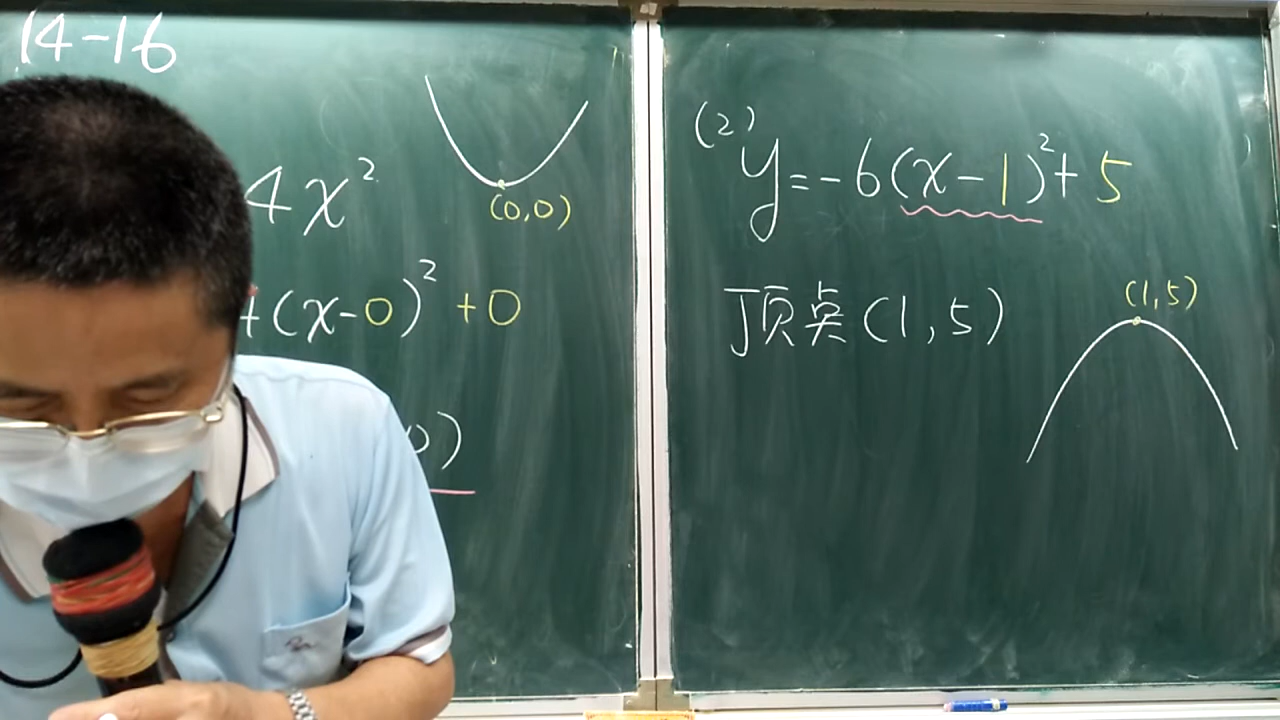 14-16
4x²
(0,0)
(x-0)² +0
0)
(2) y=-6(x-1)²+5
顶点(1,5)
(1,5)